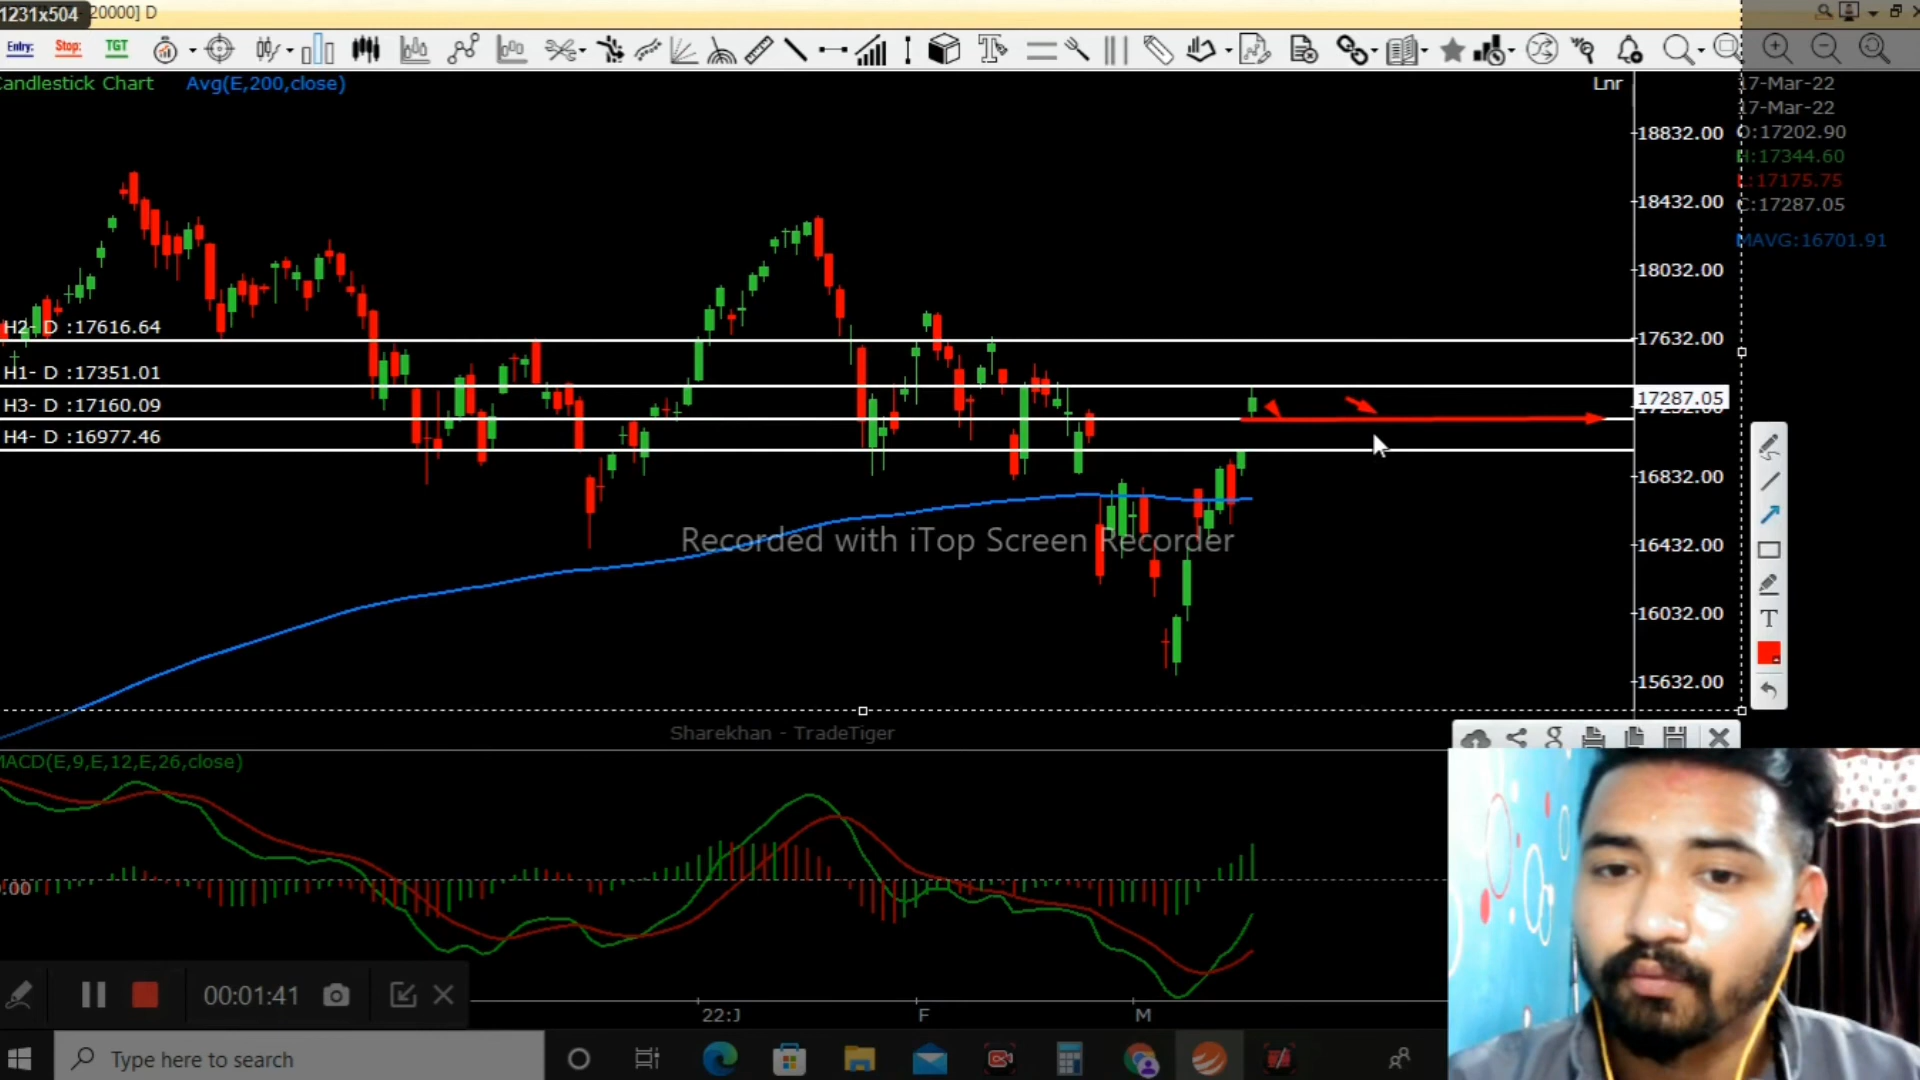 1231x504
20000] D
Entry:
Stop:
TGT
Candlestick Chart
Avg(E,200,close)
Lnr
17-Mar-22
17-Mar-22
O:17202.90
H:17344.60
L:17175.75
C:17287.05
MAVG:16701.91
18832.00
18432.00
18032.00
17632.00
17287.05
16832.00
16432.00
16032.00
15632.00
H2- D :17616.64
H1- D :17351.01
H3- D :17160.09
H4- D :16977.46
Recorded with iTop Screen Recorder
T
Sharekhan - TradeTiger
MACD(E,9,E,12,E,26,close)
0.00
00:01:41
22:J
F
M
Type here to search